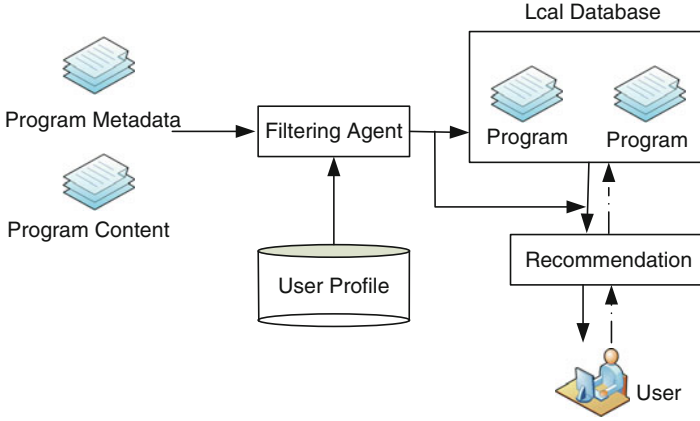 Lcal Database
Program Metadata
Filtering Agent
Program
Program
Program Content
User Profile
Recommendation
User